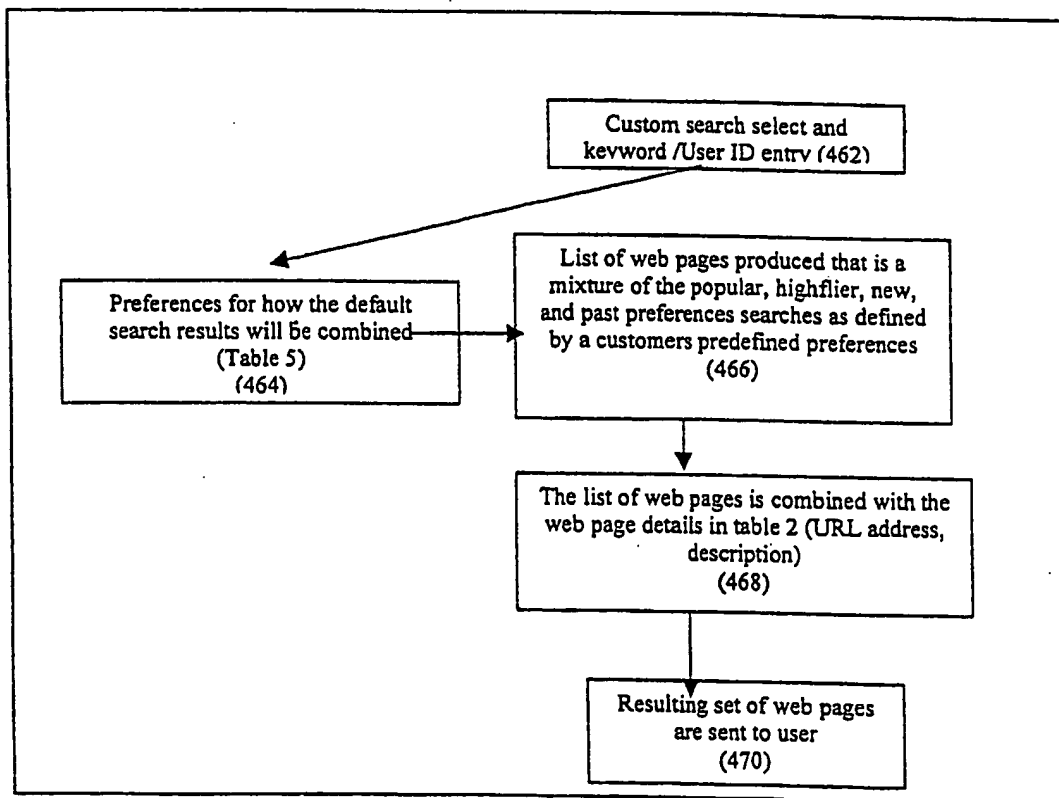 Custom search select and
keyword /User ID entry (462)
Preferences for how the default
search results will be combined
(Table 5)
(464)
List of web pages produced that is a
mixture of the popular, highflier, new,
and past preferences searches as defined
by a customers predefined preferences
(466)
The list of web pages is combined with the
web page details in table 2 (URL address,
description)
(468)
Resulting set of web pages
are sent to user
(470)